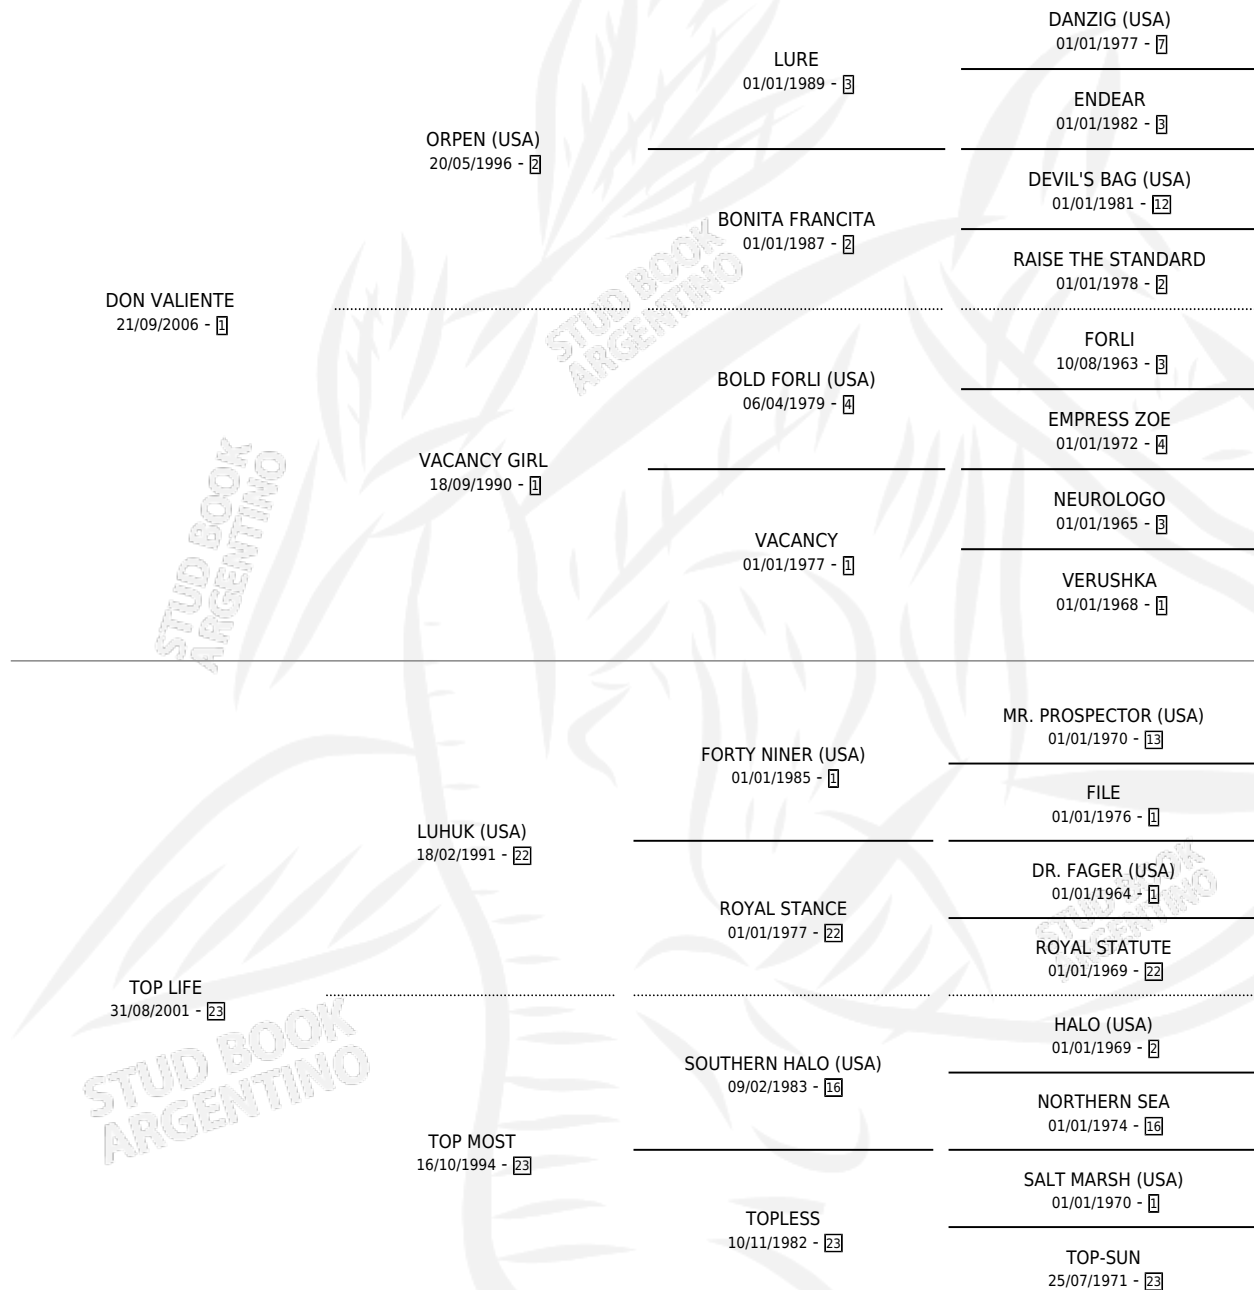 DON VALIENTE
21/09/2006 - 1
ORPEN (USA)
20/05/1996 - 2
VACANCY GIRL
18/09/1990 - 1
LURE
01/01/1989 - 3
BONITA FRANCITA
01/01/1987 - 2
BOLD FORLI (USA)
06/04/1979 - 4
VACANCY
01/01/1977 - 1
DANZIG (USA)
01/01/1977 - 7
ENDEAR
01/01/1982 - 3
DEVIL'S BAG (USA)
01/01/1981 - 12
RAISE THE STANDARD
01/01/1978 - 2
FORLI
10/08/1963 - 3
EMPRESS ZOE
01/01/1972 - 4
NEUROLOGO
01/01/1965 - 3
VERUSHKA
01/01/1968 - 1
TOP LIFE
31/08/2001 - 23
LUHUK (USA)
18/02/1991 - 22
TOP MOST
16/10/1994 - 23
FORTY NINER (USA)
01/01/1985 - 1
ROYAL STANCE
01/01/1977 - 22
SOUTHERN HALO (USA)
09/02/1983 - 16
TOPLESS
10/11/1982 - 23
MR. PROSPECTOR (USA)
01/01/1970 - 13
FILE
01/01/1976 - 1
DR. FAGER (USA)
01/01/1964 - 1
ROYAL STATUTE
01/01/1969 - 22
HALO (USA)
01/01/1969 - 2
NORTHERN SEA
01/01/1974 - 16
SALT MARSH (USA)
01/01/1970 - 1
TOP-SUN
25/07/1971 - 23
STUD BOOK
ARGENTINO
STUD BOOK
ARGENTINO
STUD BOOK
ARGENTINO
STUD BOOK
ARGENTINO